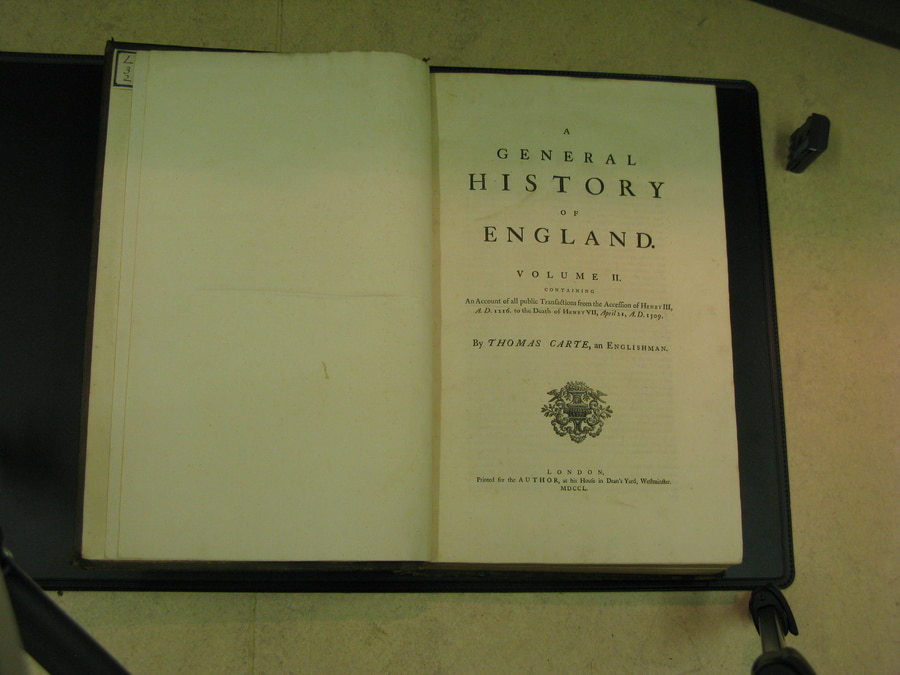 L
3
2
A
GENERAL
HISTORY
OF
ENGLAND.
VOLUME II.
CONTAINING
An Account of all public Tranſactions from the Acceſſion of HENRY III,
A. D. 1216. to the Death of HENRY VII, April 21, A. D. 1509.
By THOMAS CARTE, an ENGLISHMAN.
LONDON,
Printed for the AUTHOR, at his Houſe in Dean's Yard, Weſtminſter.
MDCCL.